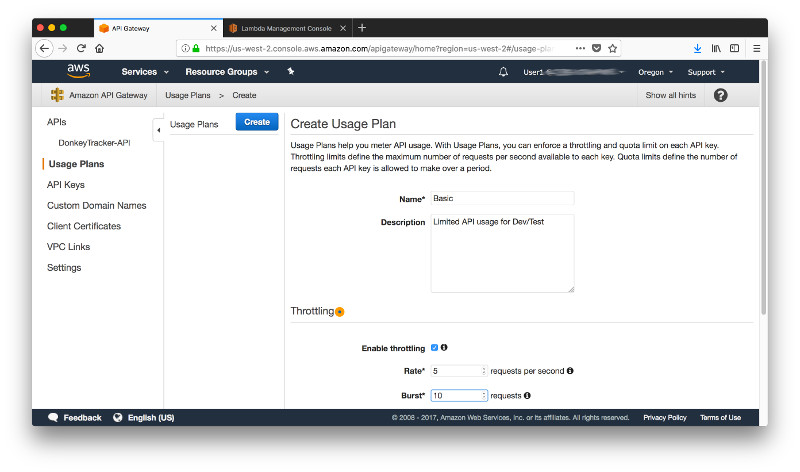 API Gateway
Lambda Management Console
https://us-west-2.console.aws.amazon.com/apigateway/home?region=us-west-2#/usage-plan
aws
Services
Resource Groups
User1
Oregon
Support
Amazon API Gateway
Usage Plans > Create
Show all hints
APIs
DonkeyTracker-API
Usage Plans
API Keys
Custom Domain Names
Client Certificates
VPC Links
Settings
Usage Plans
Create
Create Usage Plan
Usage Plans help you meter API usage. With Usage Plans, you can enforce a throttling and quota limit on each API key.
Throttling limits define the maximum number of requests per second available to each key. Quota limits define the number of
requests each API key is allowed to make over a period.
Name* Basic
Description Limited API usage for Dev/Test
Throttling
Enable throttling
Rate* 5 requests per second
Burst* 10 requests
Feedback
English (US)
© 2008 - 2017, Amazon Web Services, Inc. or its affiliates. All rights reserved.
Privacy Policy
Terms of Use